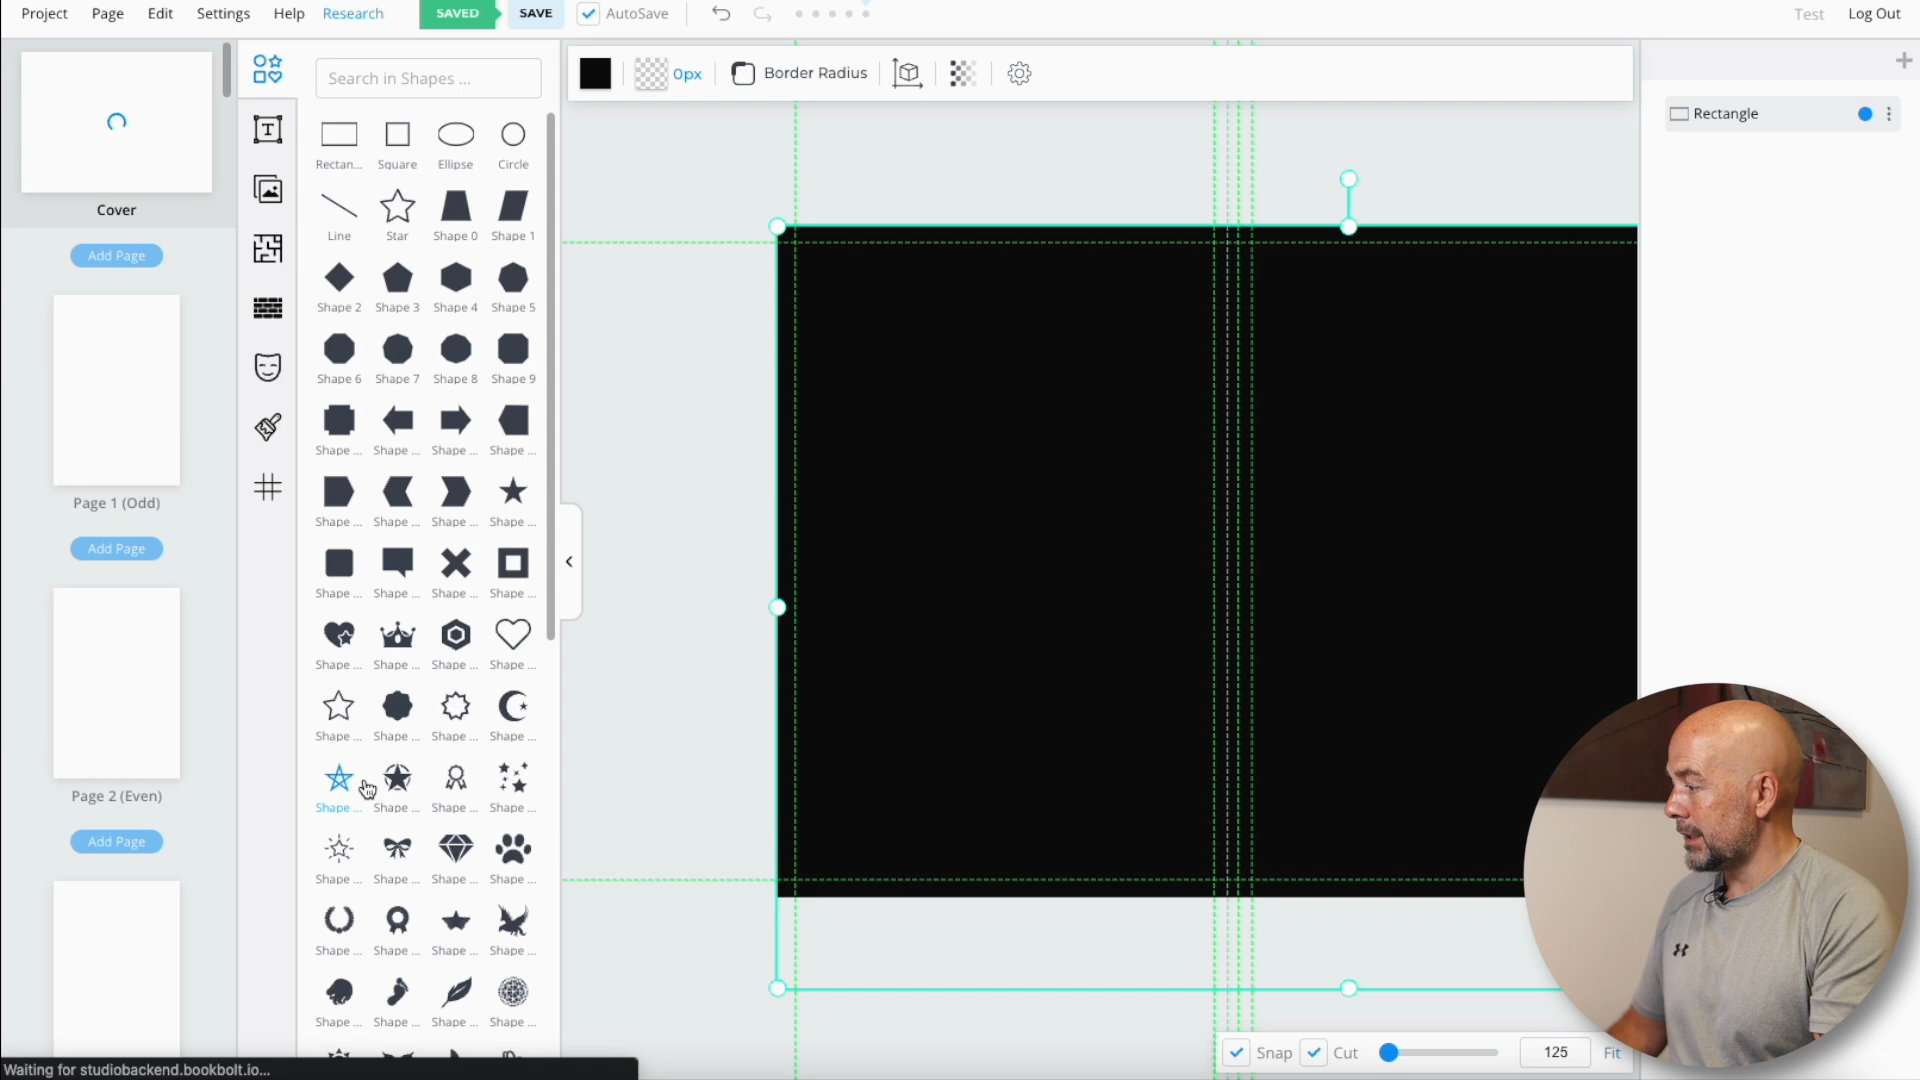 Project Page Edit Settings Help Research SAVED SAVE AutoSave Test Log Out
Search in Shapes ...
0px Border Radius
Rectangle
Rectan... Square Ellipse Circle
Line Star Shape 0 Shape 1
Shape 2 Shape 3 Shape 4 Shape 5
Shape 6 Shape 7 Shape 8 Shape 9
Shape ... Shape ... Shape ... Shape ...
Shape ... Shape ... Shape ... Shape ...
Shape ... Shape ... Shape ... Shape ...
Shape ... Shape ... Shape ... Shape ...
Shape ... Shape ... Shape ... Shape ...
Shape ... Shape ... Shape ... Shape ...
Shape ... Shape ... Shape ... Shape ...
Shape ... Shape ... Shape ... Shape ...
Shape ... Shape ... Shape ... Shape ...
Cover
Add Page
Page 1 (Odd)
Add Page
Page 2 (Even)
Add Page
Snap Cut 125 Fit
Waiting for studiobackend.bookbolt.io...